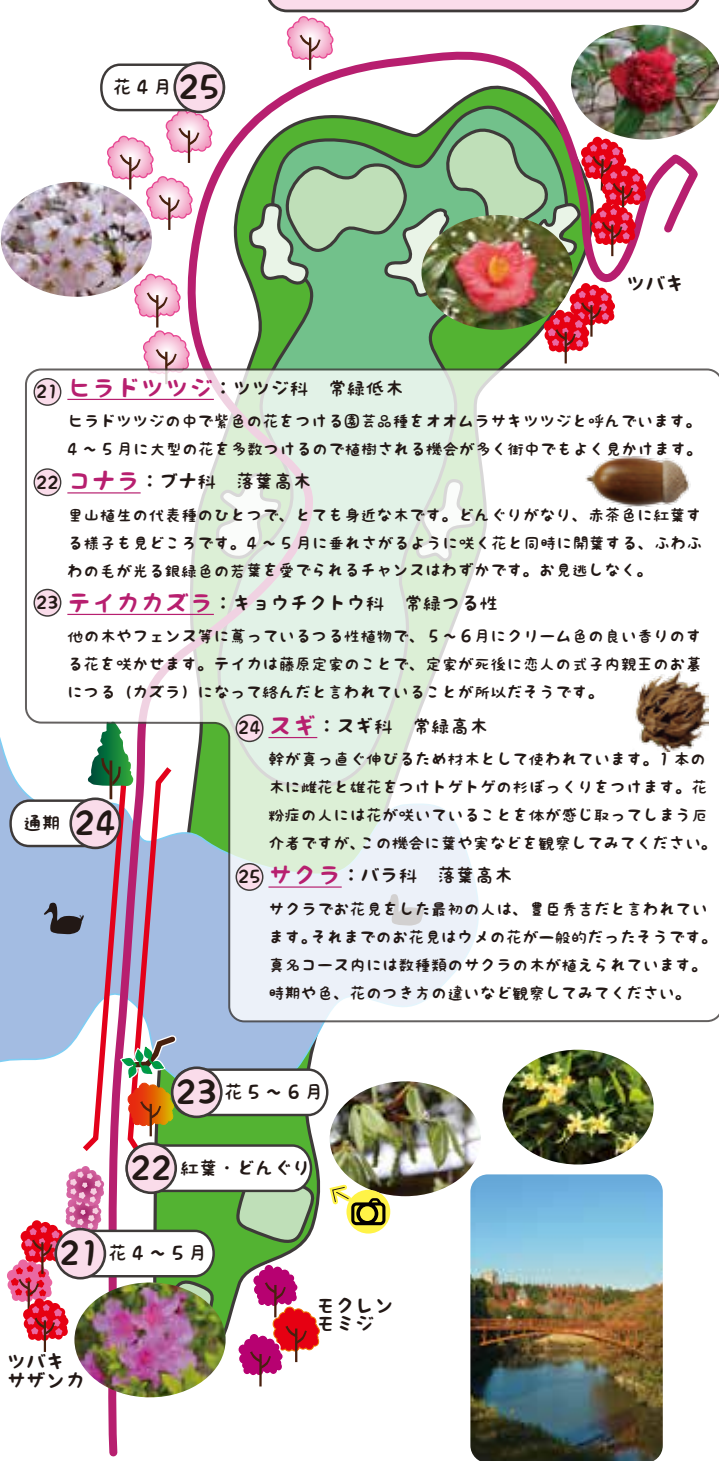 花4月 25
ツバキ
21 ヒラドツツジ：ツツジ科　常緑低木
ヒラドツツジの中で紫色の花をつける園芸品種をオオムラサキツツジと呼んでいます。
4～5月に大型の花を多数つけるので植樹される機会が多く街中でもよく見かけます。
22 コナラ：ブナ科　落葉高木
里山植生の代表種のひとつで、とても身近な木です。どんぐりがなり、赤茶色に紅葉す
る様子も見どころです。4～5月に垂れさがるように咲く花と同時に開葉する、ふわふ
わの毛が光る銀緑色の若葉を愛でられるチャンスはわずかです。お見逃しなく。
23 テイカカズラ：キョウチクトウ科　常緑つる性
他の木やフェンス等に蔦っているつる性植物で、5～6月にクリーム色の良い香りのす
る花を咲かせます。テイカは藤原定家のことで、定家が死後に恋人の式子内親王のお墓
につる（カズラ）になって絡んだと言われていることが所以だそうです。
24 スギ：スギ科　常緑高木
幹が真っ直ぐ伸びるため材木として使われています。1本の
木に雌花と雄花をつけトゲトゲの杉ぼっくりをつけます。花
粉症の人には花が咲いていることを体が感じ取ってしまう厄
介者ですが、この機会に葉や実などを観察してみてください。
通期 24
25 サクラ：バラ科　落葉高木
サクラでお花見をした最初の人は、豊臣秀吉だと言われてい
ます。それまでのお花見はウメの花が一般的だったそうです。
真名コース内には数種類のサクラの木が植えられています。
時期や色、花のつき方の違いなど観察してみてください。
23 花5～6月
22 紅葉・どんぐり
21 花4～5月
モクレン
モミジ
ツバキ
サザンカ